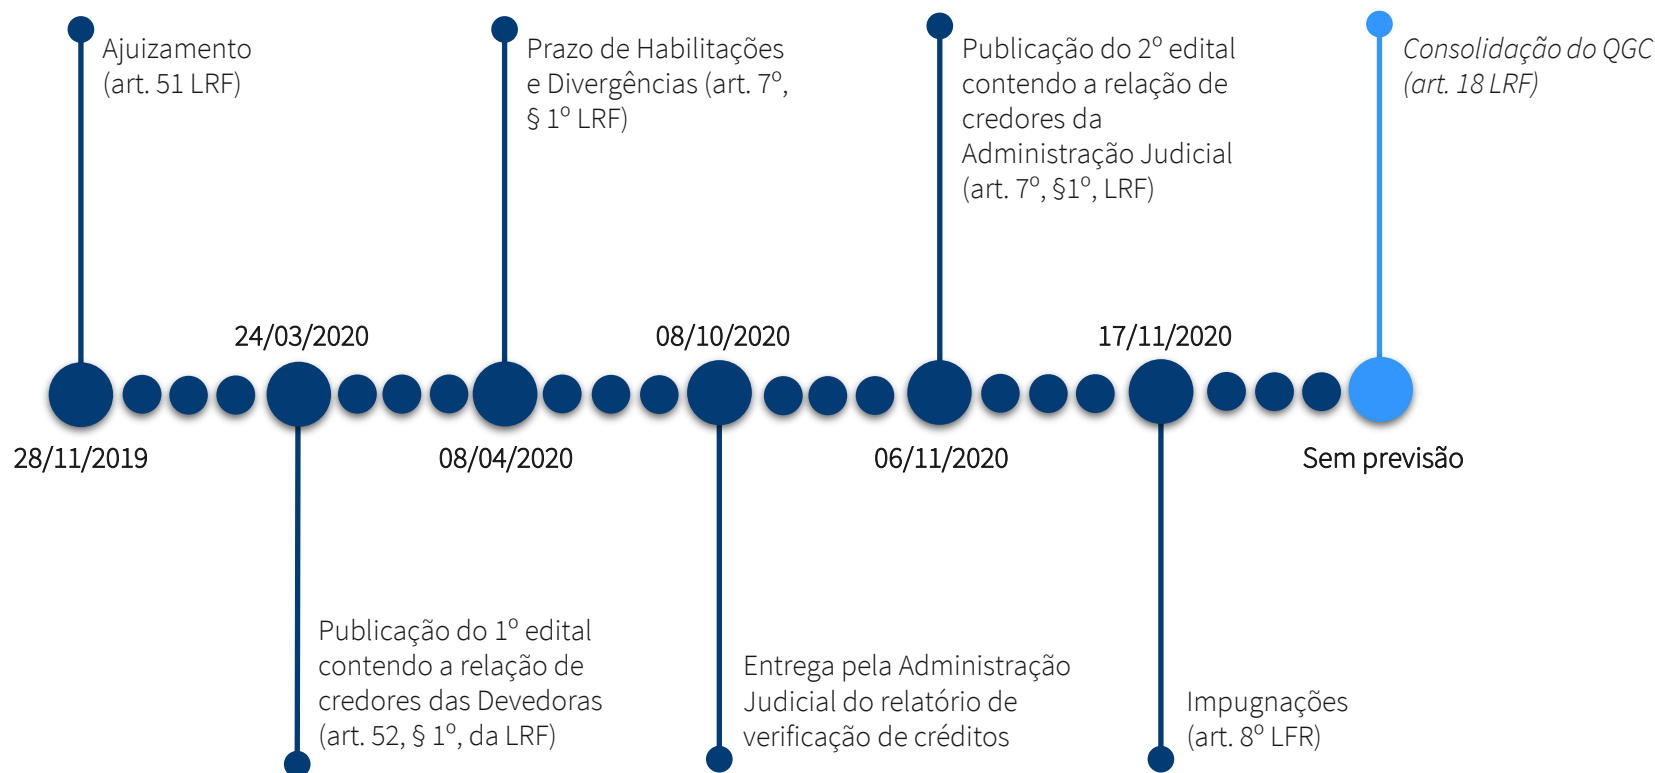 Ajuizamento
(art. 51 LRF)
Prazo de Habilitações
e Divergências (art. 7º,
§ 1º LRF)
Publicação do 2º edital
contendo a relação de
credores da
Administração Judicial
(art. 7º, §1º, LRF)
Consolidação do QGC
(art. 18 LRF)
24/03/2020
08/10/2020
17/11/2020
28/11/2019
08/04/2020
06/11/2020
Sem previsão
Publicação do 1º edital
contendo a relação de
credores das Devedoras
(art. 52, § 1º, da LRF)
Entrega pela Administração
Judicial do relatório de
verificação de créditos
Impugnações
(art. 8º LFR)